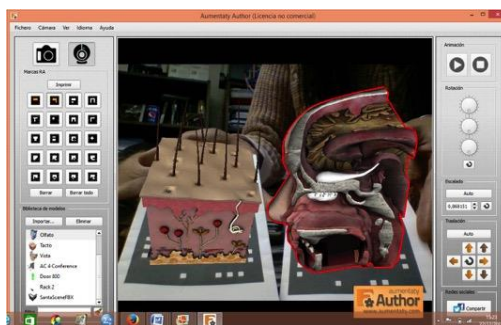 Aumentaty Author (Licencia no comercial)
Fichero Cámara Ver Idioma Ayuda
Marcas RA
Imprimir
Borrar
Borrar todo
Biblioteca de modelos
Importar...
Eliminar
Olfato
Tacto
Vista
AC 4-Conference
Door 300
Rack 2
SantaSceneFBX
Animación
Rotación
Escalado
Auto
Traslación
Auto
Redes sociales
Compartir
aumentaty
Author